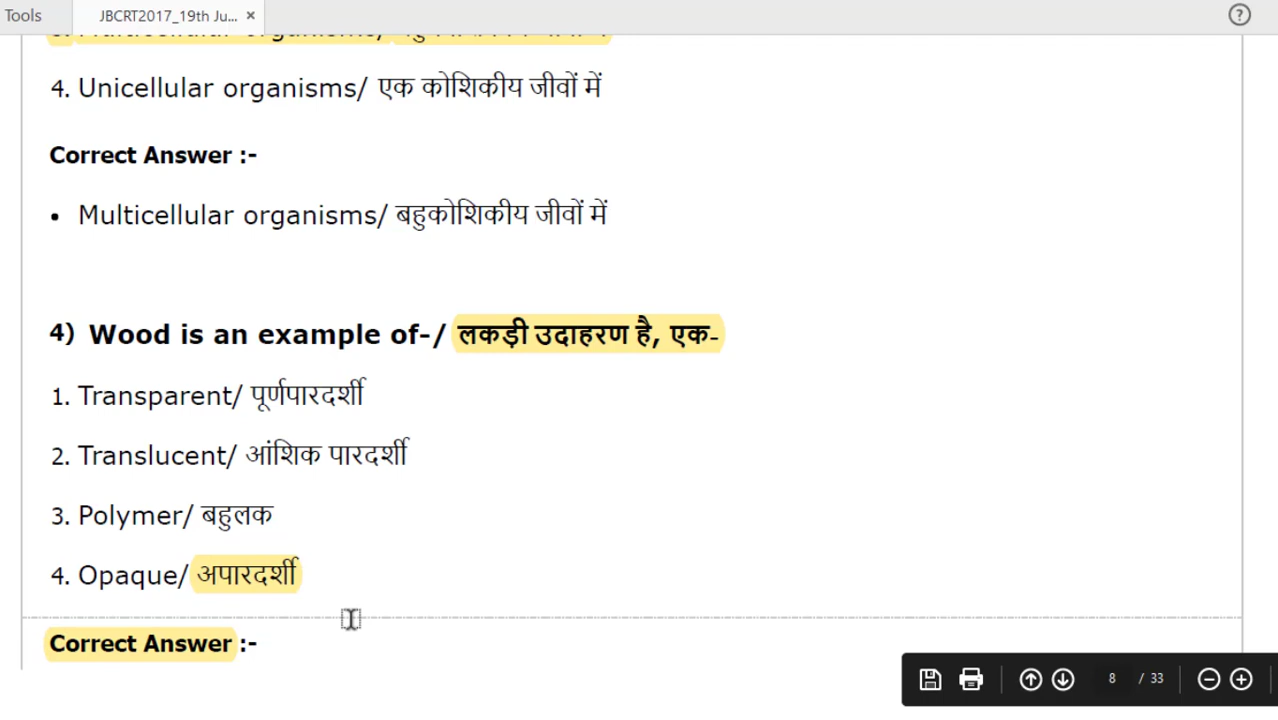 Tools JBCRT2017_19th Ju... × ?
4. Unicellular organisms/ एक कोशिकीय जीवों में
Correct Answer :-
• Multicellular organisms/ बहुकोशिकीय जीवों में
4) Wood is an example of-/ लकड़ी उदाहरण है, एक-
1. Transparent/ पूर्णपारदर्शी
2. Translucent/ आंशिक पारदर्शी
3. Polymer/ बहुलक
4. Opaque/ अपारदर्शी
Correct Answer :-
8 / 33